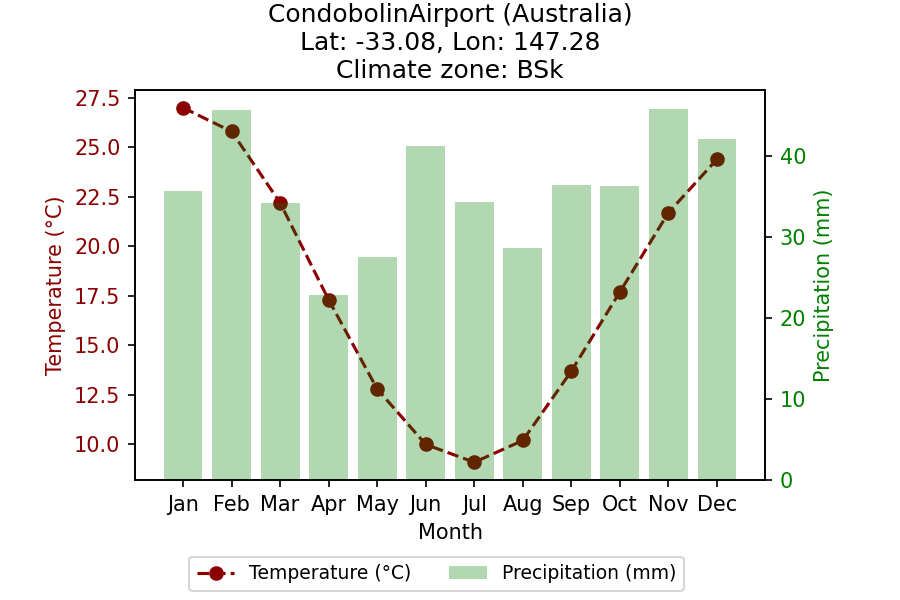 CondobolinAirport (Australia)
Lat: -33.08, Lon: 147.28
Climate zone: BSk
Temperature (°C)
27.5
25.0
22.5
20.0
17.5
15.0
12.5
10.0
Precipitation (mm)
40
30
20
10
0
Jan Feb Mar Apr May Jun Jul Aug Sep Oct Nov Dec
Month
Temperature (°C) Precipitation (mm)